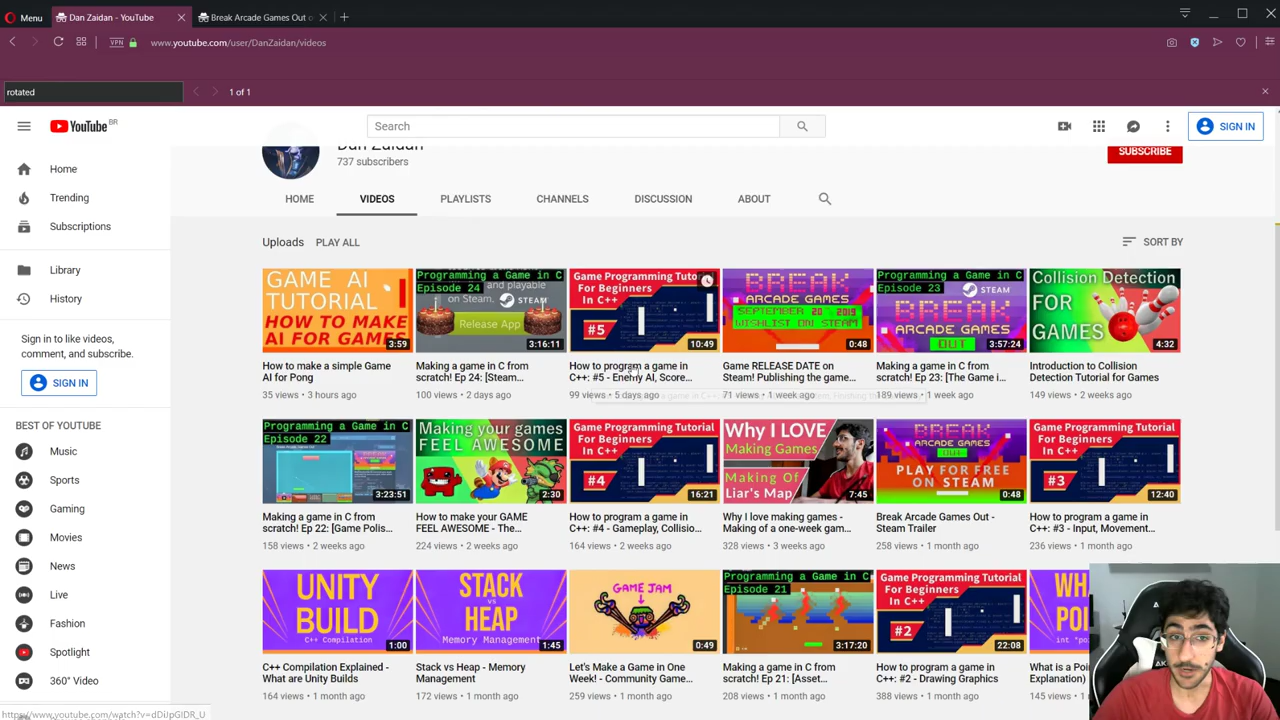 Menu
Dan Zaidan - YouTube
Break Arcade Games Out o
VPN
www.youtube.com/user/DanZaidan/videos
rotated
1 of 1
YouTube BR
Search
SIGN IN
Dan Zaidan
737 subscribers
SUBSCRIBE
HOME
VIDEOS
PLAYLISTS
CHANNELS
DISCUSSION
ABOUT
Home
Trending
Subscriptions
Library
History
Sign in to like videos,
comment, and subscribe.
SIGN IN
BEST OF YOUTUBE
Music
Sports
Gaming
Movies
News
Live
Fashion
Spotlight
360° Video
Uploads
PLAY ALL
SORT BY
GAME AI
TUTORIAL
HOW TO MAKE
AI FOR GAME
3:59
How to make a simple Game
AI for Pong
35 views • 3 hours ago
Programming a Game in C
Episode 24
and playable
on Steam.
STEAM
Release App
3:16:11
Making a game in C from
scratch! Ep 24: [Steam...
100 views • 2 days ago
Game Programming Tuto
For Beginners
In C++
#5
10:49
How to program a game in
C++: #5 - Enemy AI, Score...
99 views • 5 days ago
BREAK
ARCADE GAMES
SEPTEMBER 20 2019
WISHLIST ON STEAM
0:48
Game RELEASE DATE on
Steam! Publishing the game...
71 views • 1 week ago
Programming a Game in C
Episode 23
STEAM
BREAK
ARCADE GAMES
OUT
3:57:24
Making a game in C from
scratch! Ep 23: [The Game i...
189 views • 1 week ago
Collision Detection
FOR
GAMES
4:32
Introduction to Collision
Detection Tutorial for Games
149 views • 2 weeks ago
Programming a Game in C
Episode 22
3:23:51
Making a game in C from
scratch! Ep 22: [Game Polis...
158 views • 2 weeks ago
Making your games
FEEL AWESOME
2:30
How to make your GAME
FEEL AWESOME - The...
224 views • 2 weeks ago
Game Programming Tutorial
For Beginners
In C++
#4
16:21
How to program a game in
C++: #4 - Gameplay, Collisio...
164 views • 2 weeks ago
Why I LOVE
Making Games
Making Of
Liar's Map
7:45
Why I love making games -
Making of a one-week gam...
328 views • 3 weeks ago
BREAK
ARCADE GAMES
OUT
PLAY FOR FREE
ON STEAM
0:48
Break Arcade Games Out -
Steam Trailer
258 views • 1 month ago
Game Programming Tutorial
For Beginners
In C++
#3
12:40
How to program a game in
C++: #3 - Input, Movement...
236 views • 1 month ago
UNITY
BUILD
C++ Compilation
1:00
C++ Compilation Explained -
What are Unity Builds
164 views • 1 month ago
STACK
vs
HEAP
Memory Management
1:45
Stack vs Heap - Memory
Management
172 views • 1 month ago
GAME JAM
0:49
Let's Make a Game in One
Week! - Community Game...
259 views • 1 month ago
Programming a Game in C
Episode 21
3:17:20
Making a game in C from
scratch! Ep 21: [Asset...
208 views • 1 month ago
Game Programming Tutorial
For Beginners
In C++
#2
22:08
How to program a game in
C++: #2 - Drawing Graphics
388 views • 1 month ago
WH
PO
int *po
What is a Poin
Explanation)
145 views • 1 m
https://www.youtube.com/watch?v=dDiJpGIDR_U